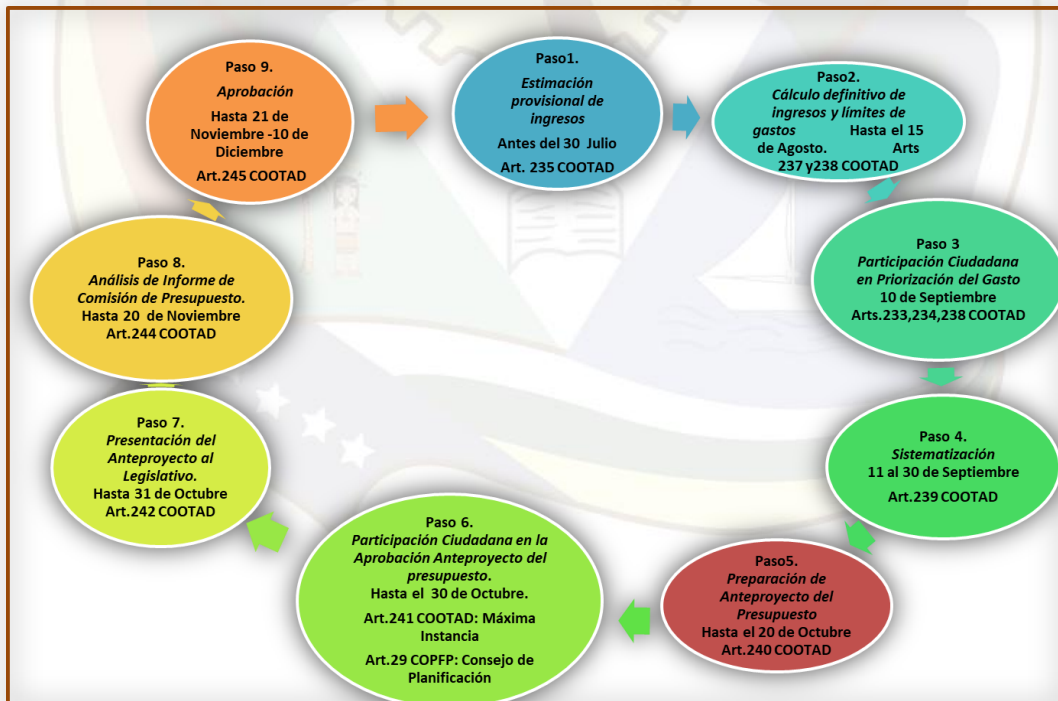 Paso1.
Estimación
provisional de
ingresos
Antes del 30 Julio
Art. 235 COOTAD
Paso2.
Cálculo definitivo de
ingresos y límites de
gastos Hasta el 15
de Agosto. Arts
237 y238 COOTAD
Paso 3
Participación Ciudadana
en Priorización del Gasto
10 de Septiembre
Arts.233,234,238 COOTAD
Paso 4.
Sistematización
11 al 30 de Septiembre
Art.239 COOTAD
Paso5.
Preparación de
Anteproyecto del
Presupuesto
Hasta el 20 de Octubre
Art.240 COOTAD
Paso 6.
Participación Ciudadana en la
Aprobación Anteproyecto del
presupuesto.
Hasta el 30 de Octubre.
Art.241 COOTAD: Máxima
Instancia
Art.29 COPFP: Consejo de
Planificación
Paso 7.
Presentación del
Anteproyecto al
Legislativo.
Hasta 31 de Octubre
Art.242 COOTAD
Paso 8.
Análisis de Informe de
Comisión de Presupuesto.
Hasta 20 de Noviembre
Art.244 COOTAD
Paso 9.
Aprobación
Hasta 21 de
Noviembre -10 de
Diciembre
Art.245 COOTAD